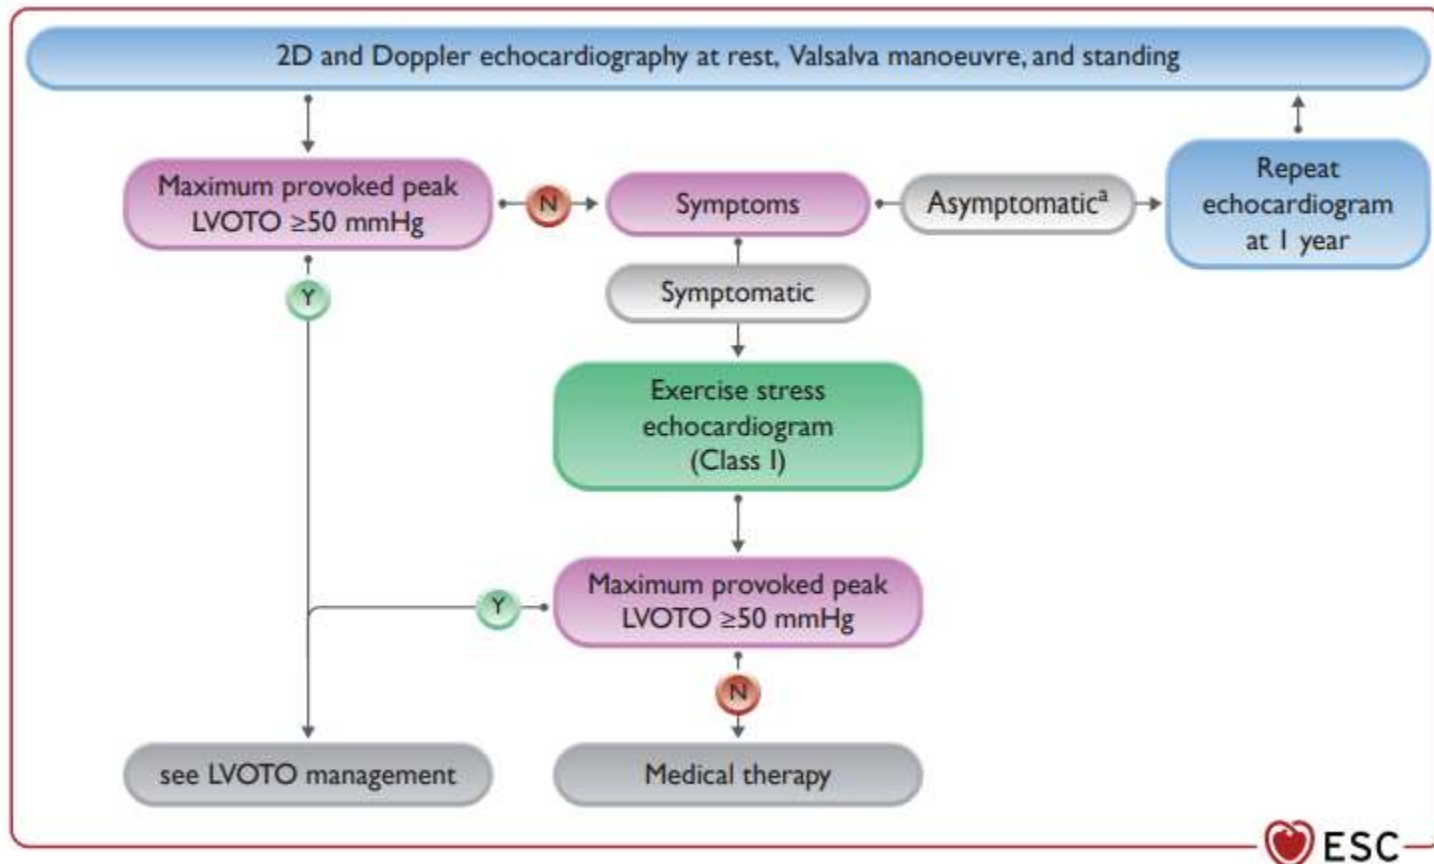 2D and Doppler echocardiography at rest, Valsalva manoeuvre, and standing
Maximum provoked peak
LVOTO ≥50 mmHg
N
Symptoms
Asymptomaticᵃ
Repeat
echocardiogram
at 1 year
Y
Symptomatic
Exercise stress
echocardiogram
(Class I)
Maximum provoked peak
LVOTO ≥50 mmHg
Y
N
see LVOTO management
Medical therapy
ESC